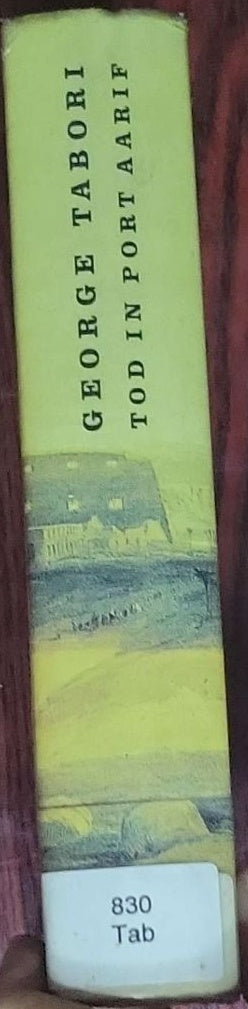 GEORGE TABORI
TOD IN PORT AARIF
830
Tab